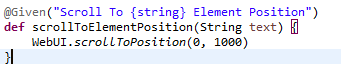 @Given("Scroll To {string} Element Position")
def scrollToElementPosition(String text) {
    WebUI.scrollToPosition(0, 1000)
}